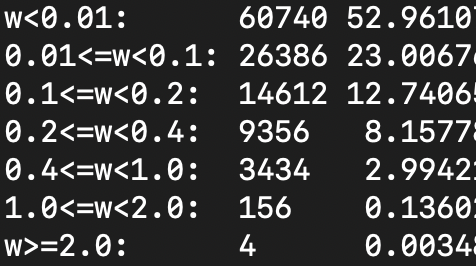 w<0.01: 60740 52.9610
0.01<=w<0.1: 26386 23.0067
0.1<=w<0.2: 14612 12.7406
0.2<=w<0.4: 9356 8.1577
0.4<=w<1.0: 3434 2.9942
1.0<=w<2.0: 156 0.1360
w>=2.0: 4 0.0034